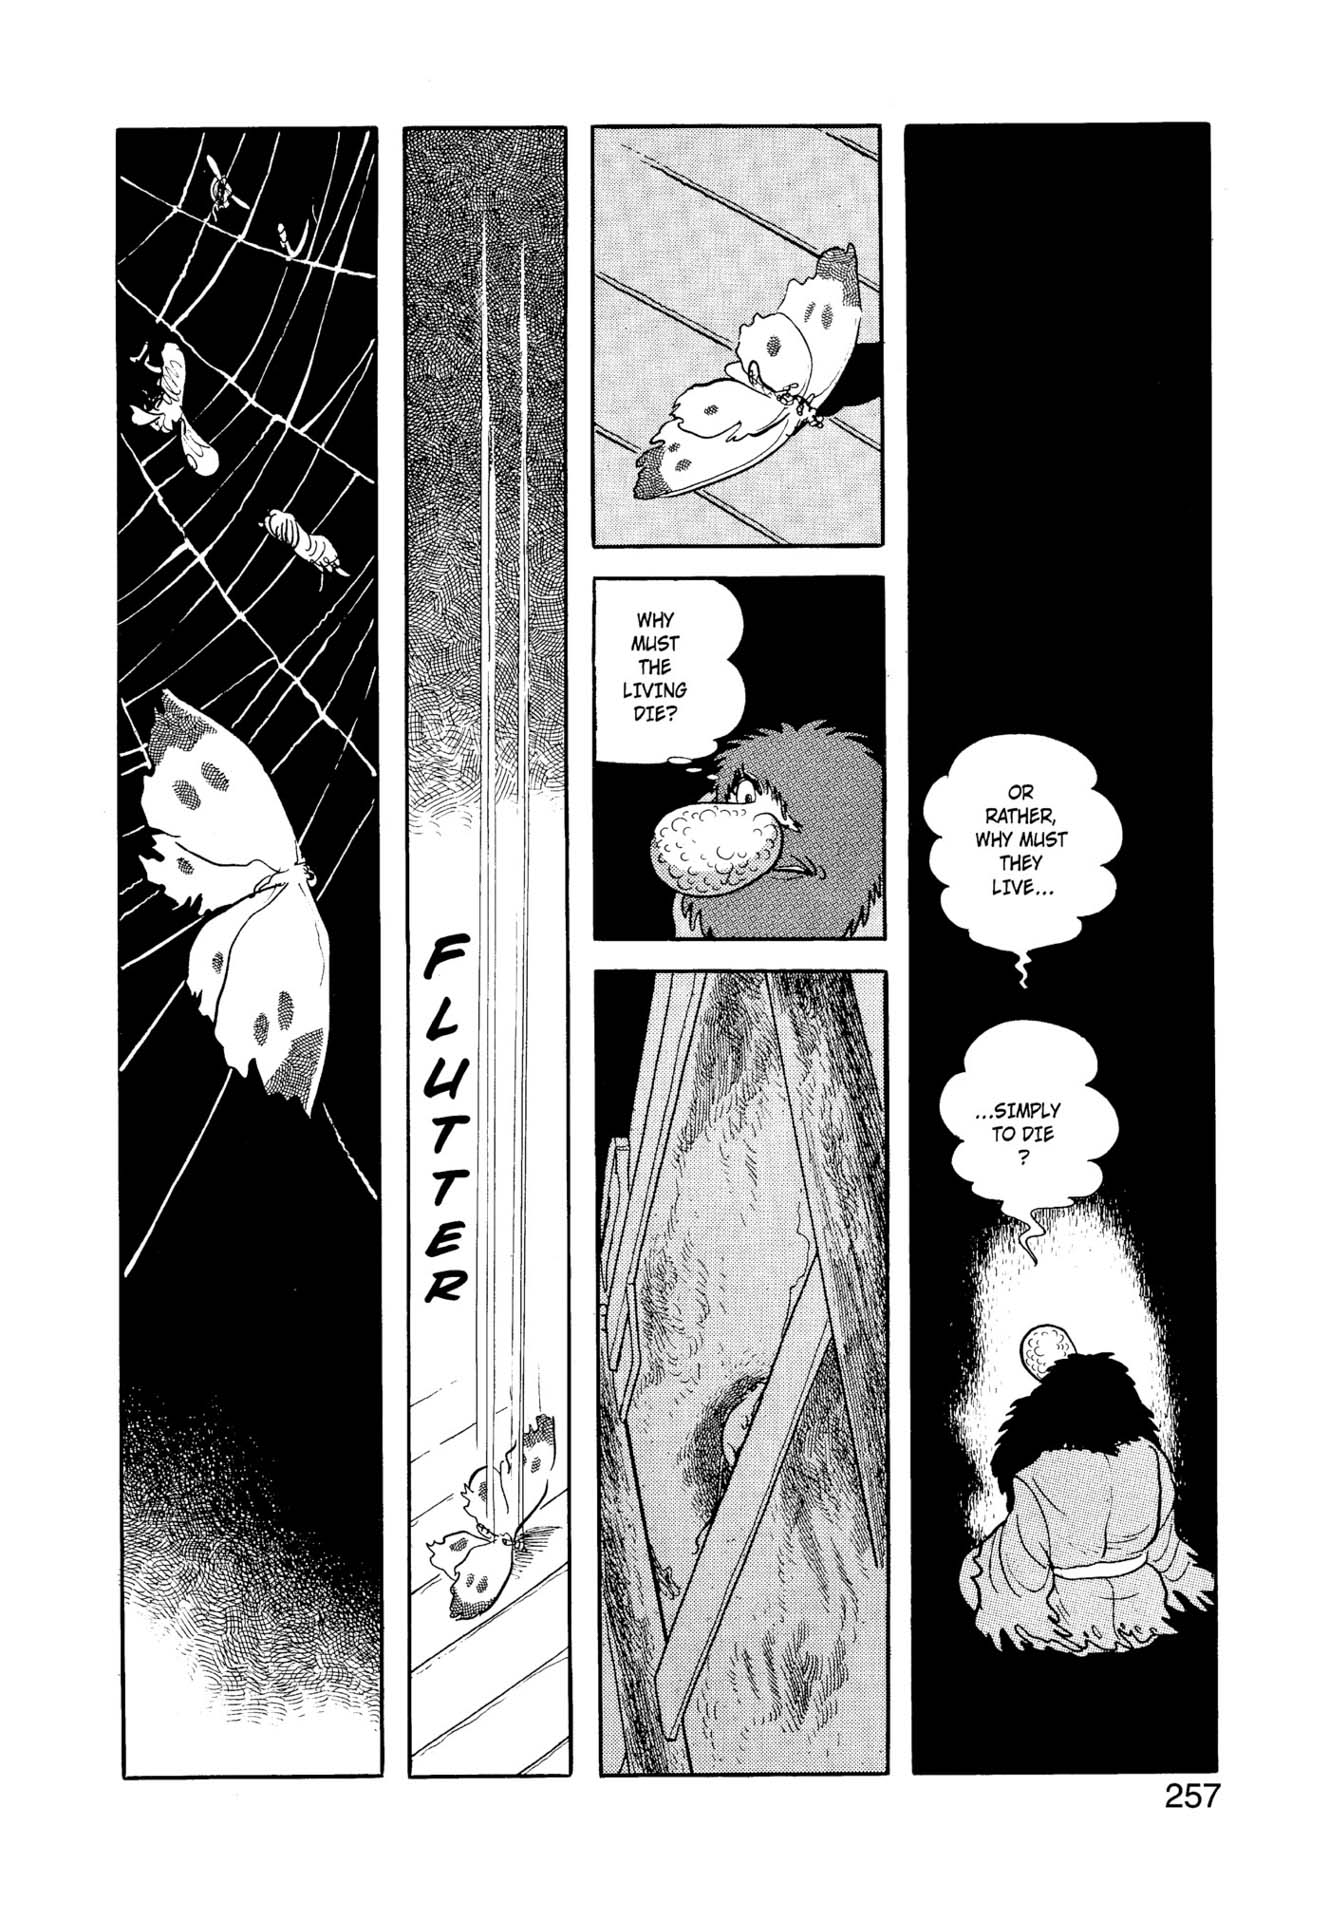 FLUTTER
WHY
MUST
THE
LIVING
DIE?
OR
RATHER,
WHY MUST
THEY
LIVE...
...SIMPLY
TO DIE
?
257